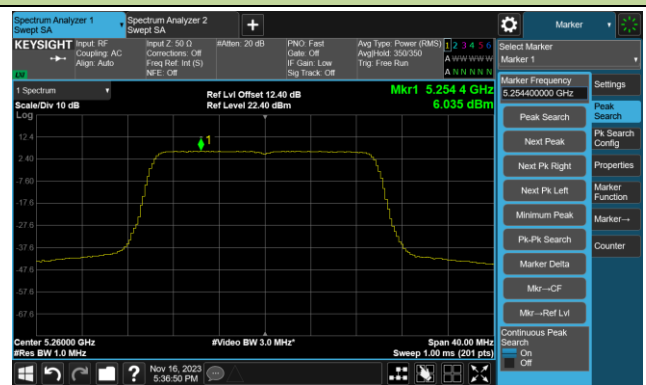 Spectrum Analyzer 1
Swept SA
Spectrum Analyzer 2
Swept SA
+
Marker
KEYSIGHT
Input: RF
Coupling: AC
Align: Auto
Input Z: 50 Ω
Corrections: Off
Freq Ref: Int (S)
NFE: Off
#Atten: 20 dB
PNO: Fast
Gate: Off
IF Gain: Low
Sig Track: Off
Avg Type: Power (RMS)
Avg|Hold: 350/350
Trig: Free Run
1 2 3 4 5 6
A W W W W W
A N N N N N
LV
Select Marker
Marker 1
1 Spectrum
Scale/Div 10 dB
Log
Ref Lvl Offset 12.40 dB
Ref Level 22.40 dBm
Mkr1 5.254 4 GHz
6.035 dBm
1
12.4
2.40
-7.60
-17.6
-27.6
-37.6
-47.6
-57.6
-67.6
Center 5.26000 GHz
#Res BW 1.0 MHz
#Video BW 3.0 MHz*
Span 40.00 MHz
Sweep 1.00 ms (201 pts)
Marker Frequency
5.254400000 GHz
Peak Search
Next Peak
Next Pk Right
Next Pk Left
Minimum Peak
Pk-Pk Search
Marker Delta
Mkr→CF
Mkr→Ref Lvl
Continuous Peak
Search
On
Off
Settings
Peak
Search
Pk Search
Config
Properties
Marker
Function
Marker→
Counter
?
Nov 16, 2023
5:36:50 PM